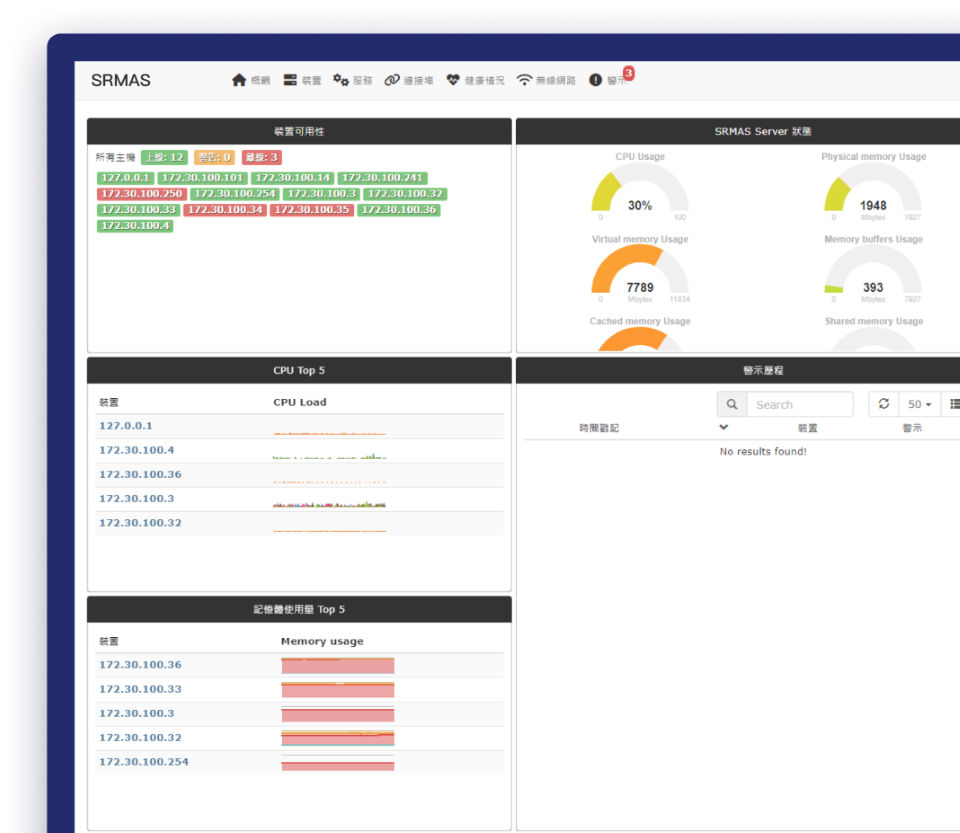 SRMAS 概觀 裝置 服務 連接埠 健康情況 無線網路 警示 3
裝置可用性
所有主機 上線: 12 警告: 0 離線: 3
127.0.0.1 172.30.100.101 172.30.100.14 172.30.100.241
172.30.100.250 172.30.100.254 172.30.100.3 172.30.100.32
172.30.100.33 172.30.100.34 172.30.100.35 172.30.100.36
172.30.100.4
SRMAS Server 狀態
CPU Usage Physical memory Usage
30% 1948
0 100 0 Mbytes 7827
Virtual memory Usage Memory buffers Usage
7789 393
0 Mbytes 11834 0 Mbytes 7827
Cached memory Usage Shared memory Usage
CPU Top 5
裝置 CPU Load
127.0.0.1
172.30.100.4
172.30.100.36
172.30.100.3
172.30.100.32
警示歷程
Search 50
時間戳記 裝置 警示
No results found!
記憶體使用量 Top 5
裝置 Memory usage
172.30.100.36
172.30.100.33
172.30.100.3
172.30.100.32
172.30.100.254